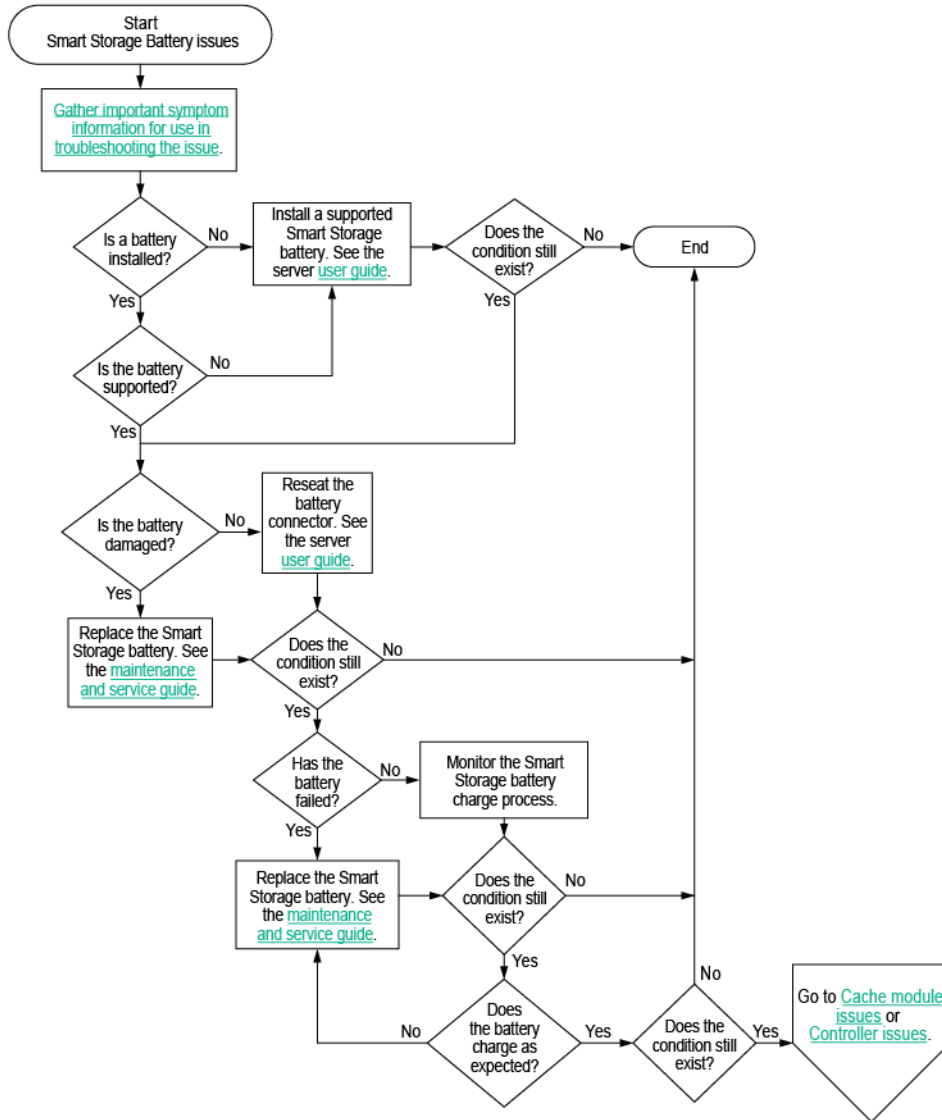 Start
Smart Storage Battery issues
Gather important symptom
information for use in
troubleshooting the issue.
Is a battery
installed?
No
Install a supported
Smart Storage
battery. See the
server user guide.
Does the
condition still
exist?
No
End
Yes
Yes
Is the battery
supported?
No
Yes
Is the battery
damaged?
No
Reseat the
battery
connector. See
the server
user guide.
Yes
Replace the Smart
Storage battery. See
the maintenance
and service guide.
Does the
condition still
exist?
No
Yes
Has the
battery
failed?
No
Monitor the Smart
Storage battery
charge process.
Yes
Replace the Smart
Storage battery. See
the maintenance
and service guide.
Does the
condition still
exist?
No
Yes
Does
the battery
charge as
expected?
No
Yes
Does the
condition still
exist?
No
Yes
Go to Cache module
issues or
Controller issues.